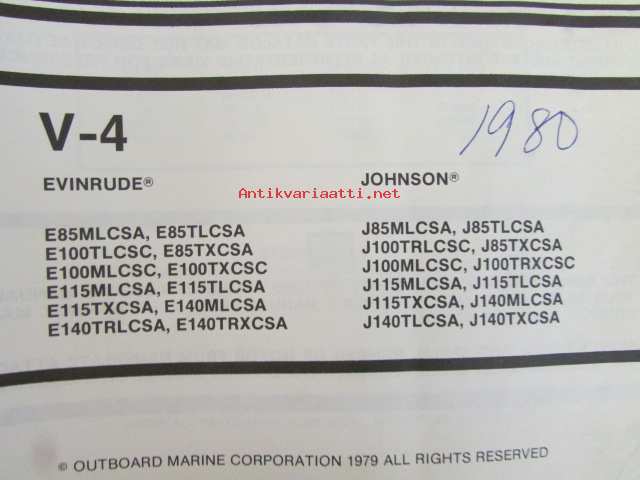 V-4
1980
EVINRUDE®
E85MLCSA, E85TLCSA
E100TLCSC, E85TXCSA
E100MLCSC, E100TXCSC
E115MLCSA, E115TLCSA
E115TXCSA, E140MLCSA
E140TRLCSA, E140TRXCSA
JOHNSON®
J85MLCSA, J85TLCSA
J100TRLCSC, J85TXCSA
J100MLCSC, J100TRXCSC
J115MLCSA, J115TLCSA
J115TXCSA, J140MLCSA
J140TLCSA, J140TXCSA
Antikvariaatti.net
© OUTBOARD MARINE CORPORATION 1979 ALL RIGHTS RESERVED